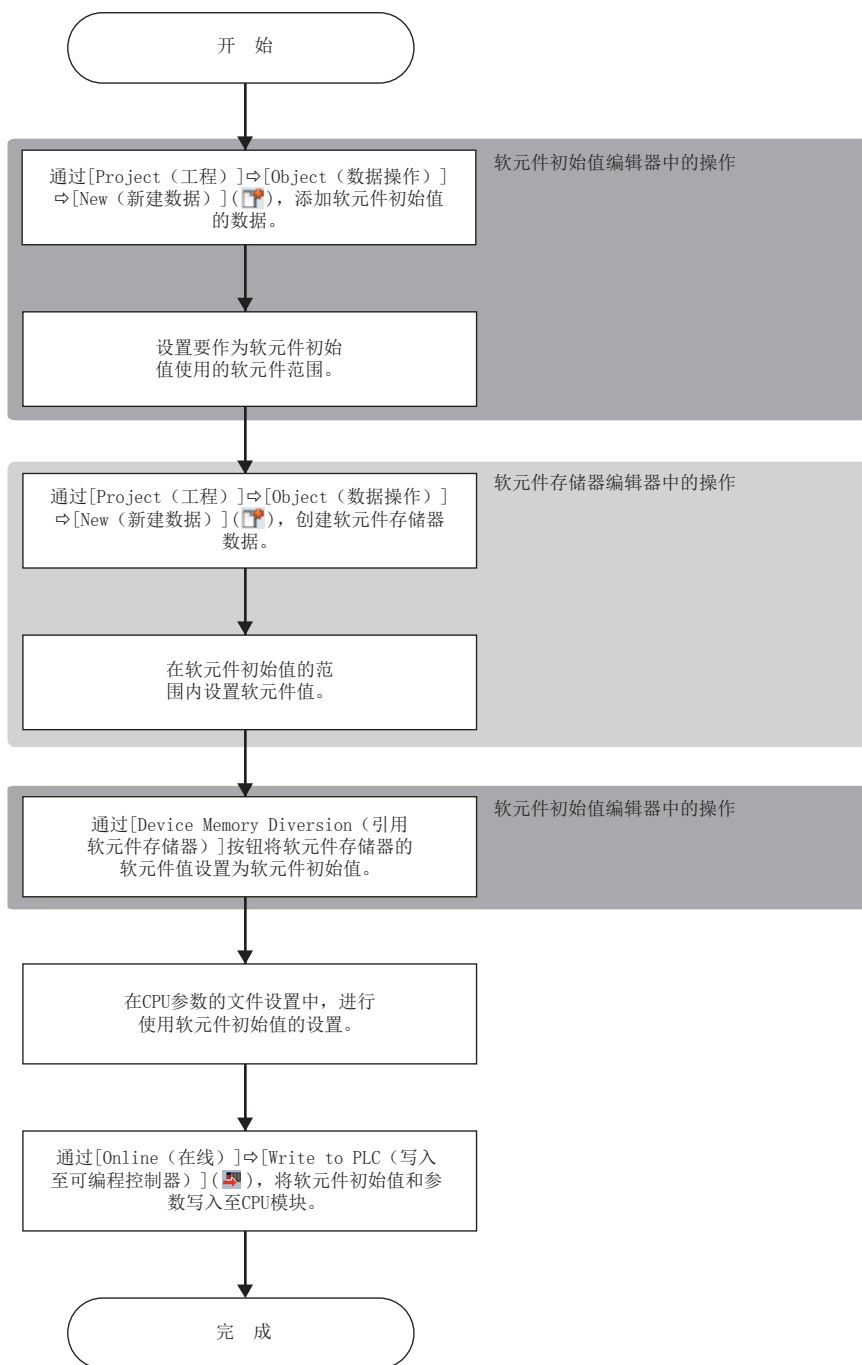 开　始
通过[Project（工程）]⇨[Object（数据操作）]
⇨[New（新建数据）]( )，添加软元件初始值
的数据。
软元件初始值编辑器中的操作
设置要作为软元件初始
值使用的软元件范围。
通过[Project（工程）]⇨[Object（数据操作）]
⇨[New（新建数据）]( )，创建软元件存储器
数据。
软元件存储器编辑器中的操作
在软元件初始值的范
围内设置软元件值。
通过[Device Memory Diversion（引用
软元件存储器）]按钮将软元件存储器的
软元件值设置为软元件初始值。
软元件初始值编辑器中的操作
在CPU参数的文件设置中，进行
使用软元件初始值的设置。
通过[Online（在线）]⇨[Write to PLC（写入
至可编程控制器）]( )，将软元件初始值和参
数写入至CPU模块。
完　成